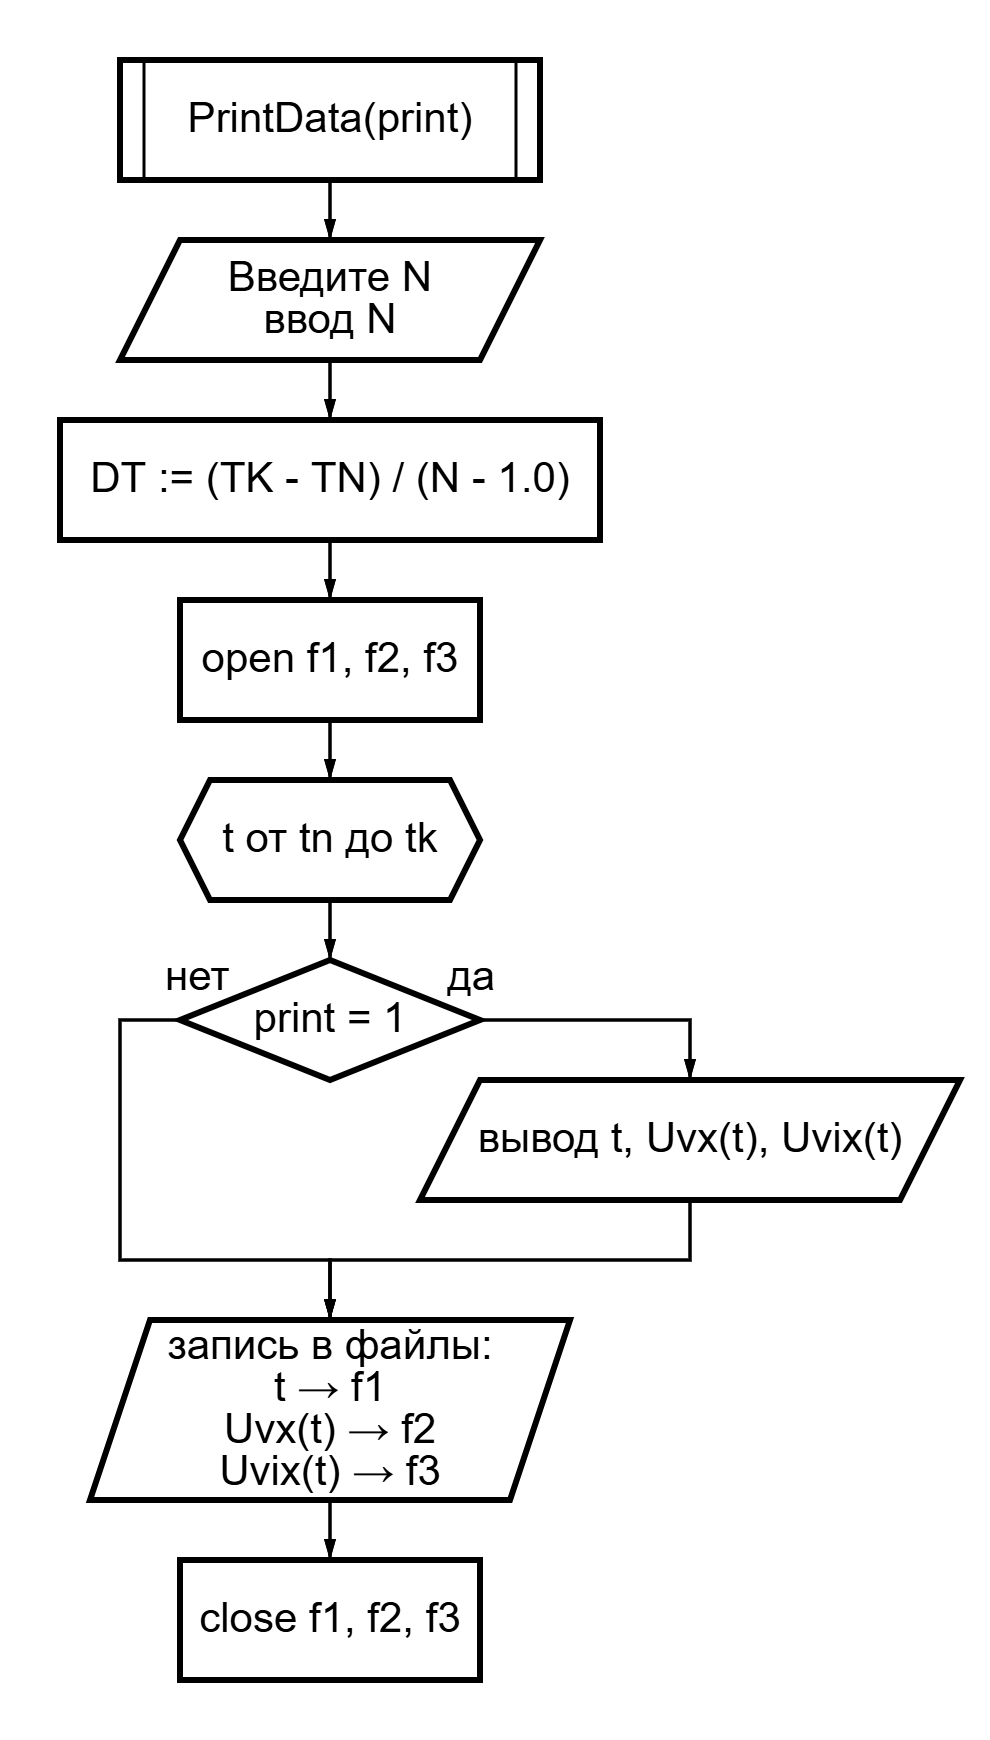 PrintData(print)
Введите N
ввод N
DT := (TK - TN) / (N - 1.0)
open f1, f2, f3
t от tn до tk
нет
да
print = 1
вывод t, Uvx(t), Uvix(t)
запись в файлы:
t → f1
Uvx(t) → f2
Uvix(t) → f3
close f1, f2, f3